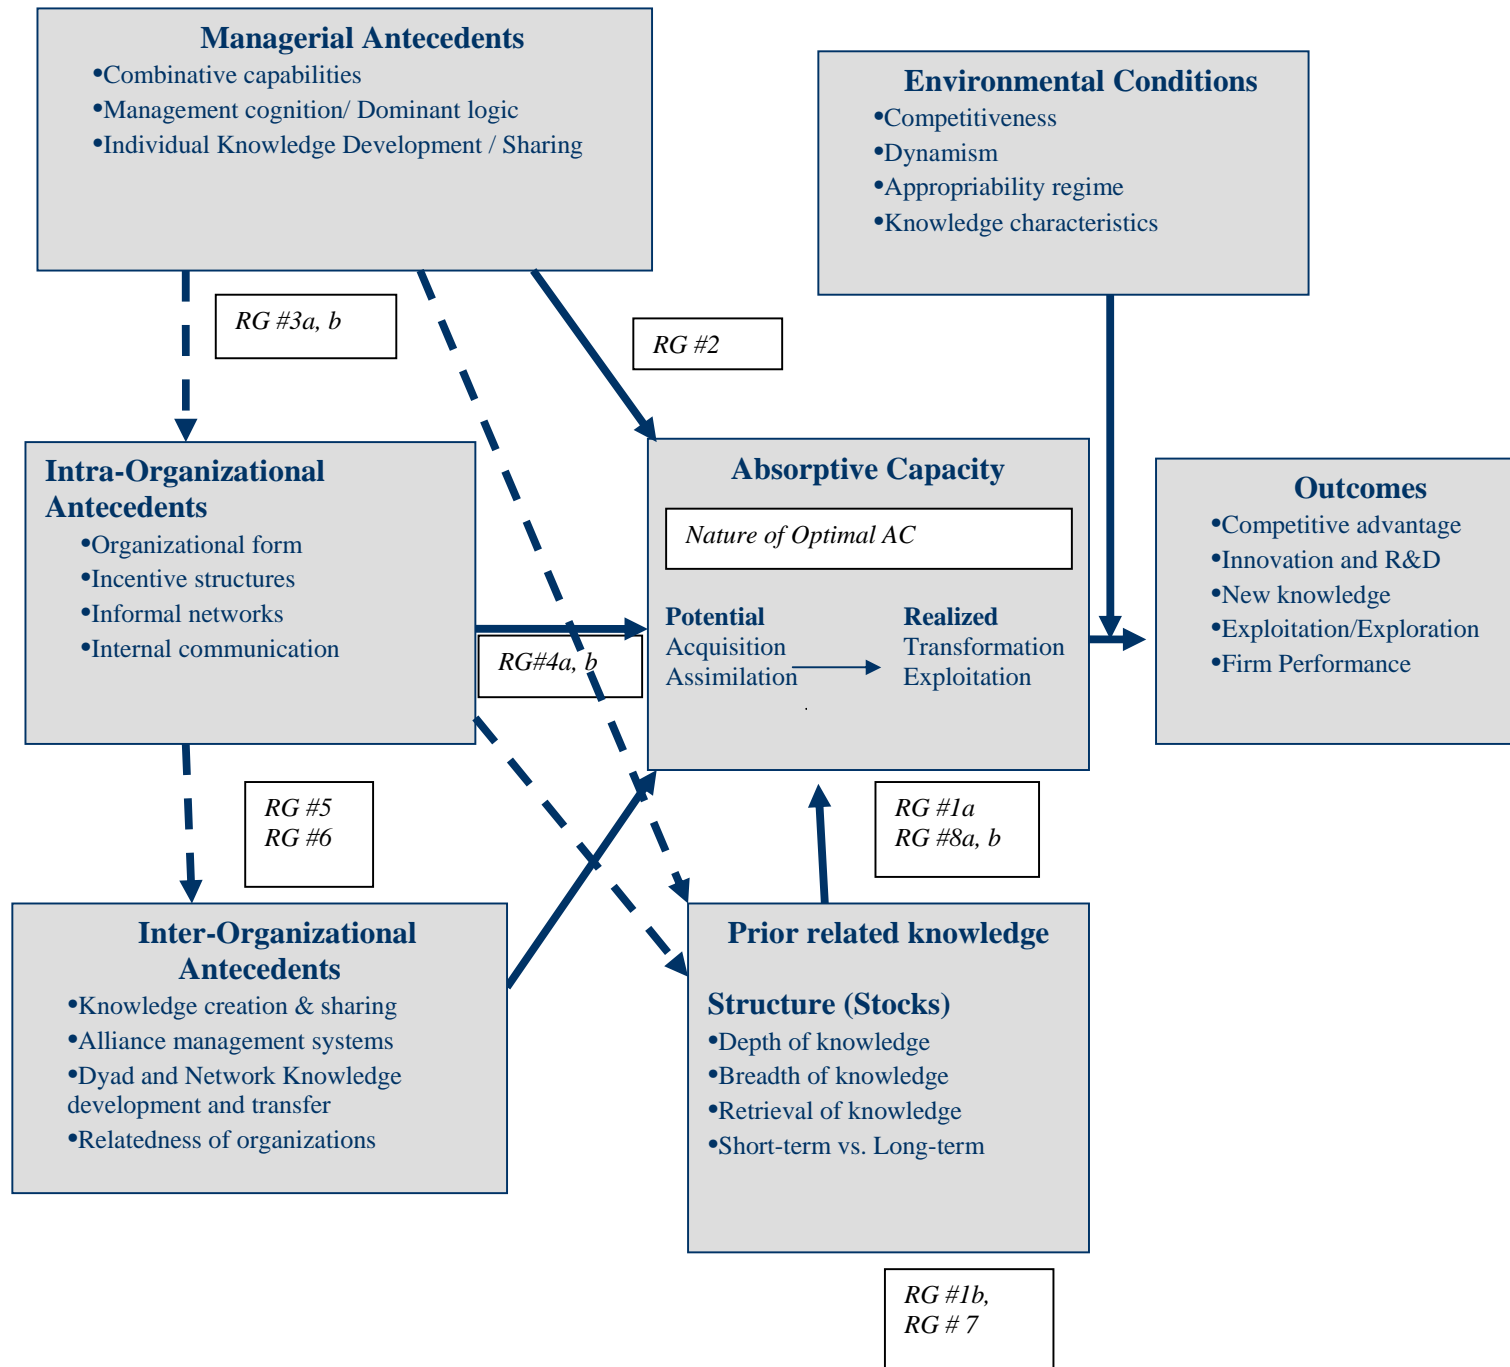 Managerial Antecedents
•Combinative capabilities
•Management cognition/ Dominant logic
•Individual Knowledge Development / Sharing
Environmental Conditions
•Competitiveness
•Dynamism
•Appropriability regime
•Knowledge characteristics
RG #3a, b
RG #2
Intra-Organizational
Antecedents
•Organizational form
•Incentive structures
•Informal networks
•Internal communication
RG#4a, b
Absorptive Capacity
Nature of Optimal AC
Potential
Acquisition
Assimilation
Realized
Transformation
Exploitation
.
Outcomes
•Competitive advantage
•Innovation and R&D
•New knowledge
•Exploitation/Exploration
•Firm Performance
RG #5
RG #6
RG #1a
RG #8a, b
Inter-Organizational
Antecedents
•Knowledge creation & sharing
•Alliance management systems
•Dyad and Network Knowledge
development and transfer
•Relatedness of organizations
Prior related knowledge
Structure (Stocks)
•Depth of knowledge
•Breadth of knowledge
•Retrieval of knowledge
•Short-term vs. Long-term
RG #1b,
RG # 7